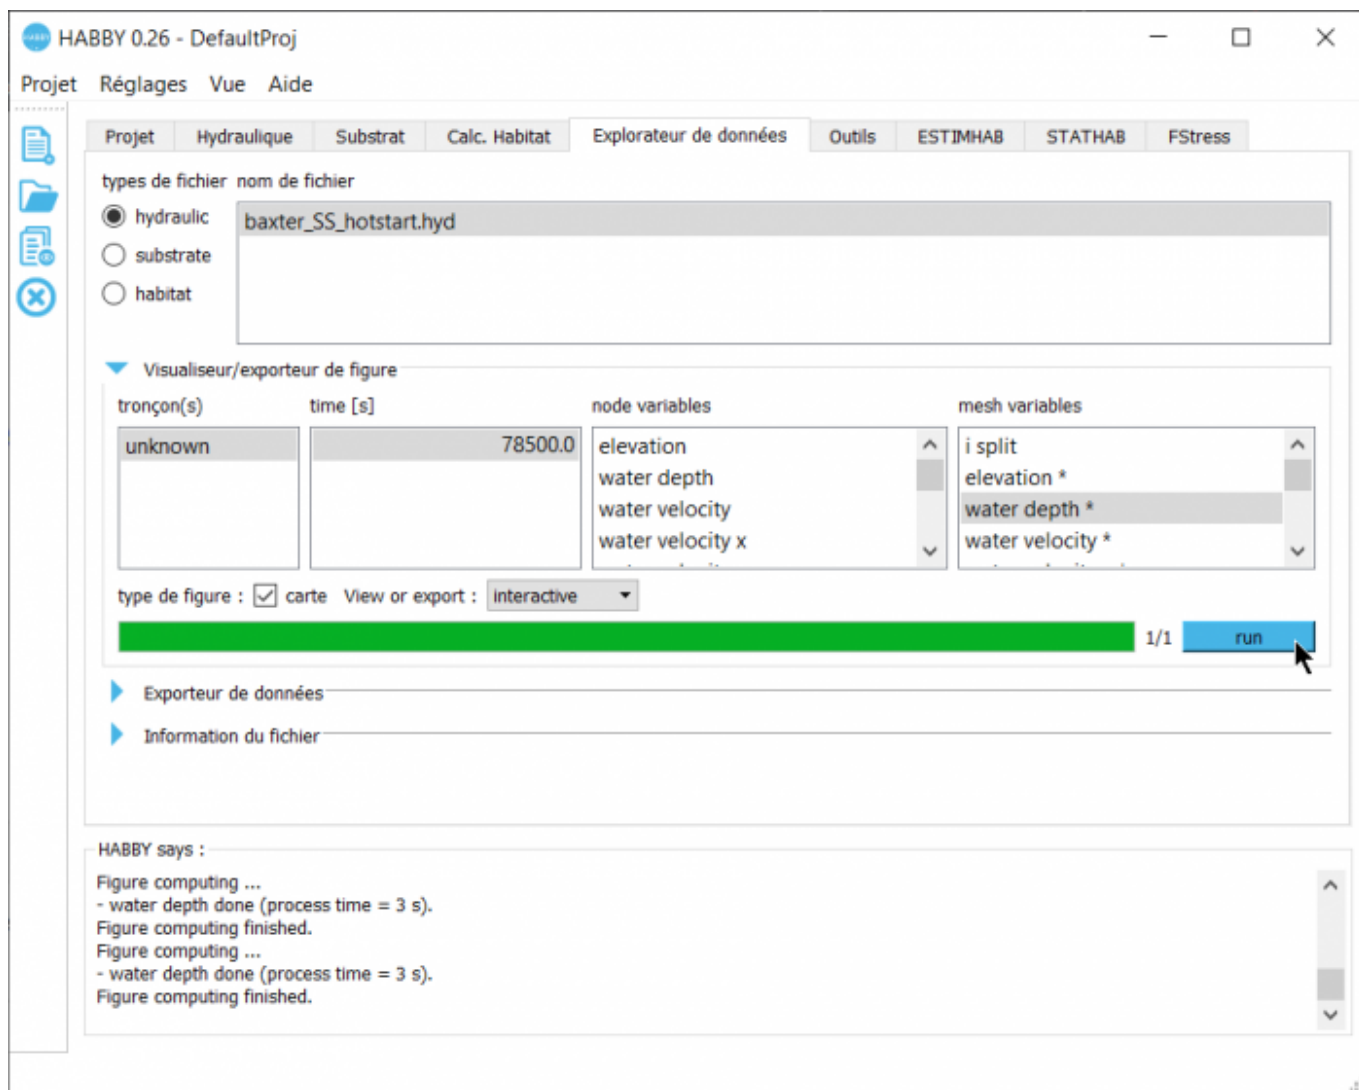 HABBY 0.26 - DefaultProj
Projet Réglages Vue Aide
Projet Hydraulique Substrat Calc. Habitat Explorateur de données Outils ESTIMHAB STATHAB FStress
types de fichier nom de fichier
hydraulic baxter_SS_hotstart.hyd
substrate
habitat
Visualiseur/exporteur de figure
tronçon(s) time [s] node variables mesh variables
unknown 78500.0 elevation i split
water depth elevation *
water velocity water depth *
water velocity x water velocity *
type de figure : carte View or export : interactive
1/1 run
Exporteur de données
Information du fichier
HABBY says :
Figure computing ...
- water depth done (process time = 3 s).
Figure computing finished.
Figure computing ...
- water depth done (process time = 3 s).
Figure computing finished.